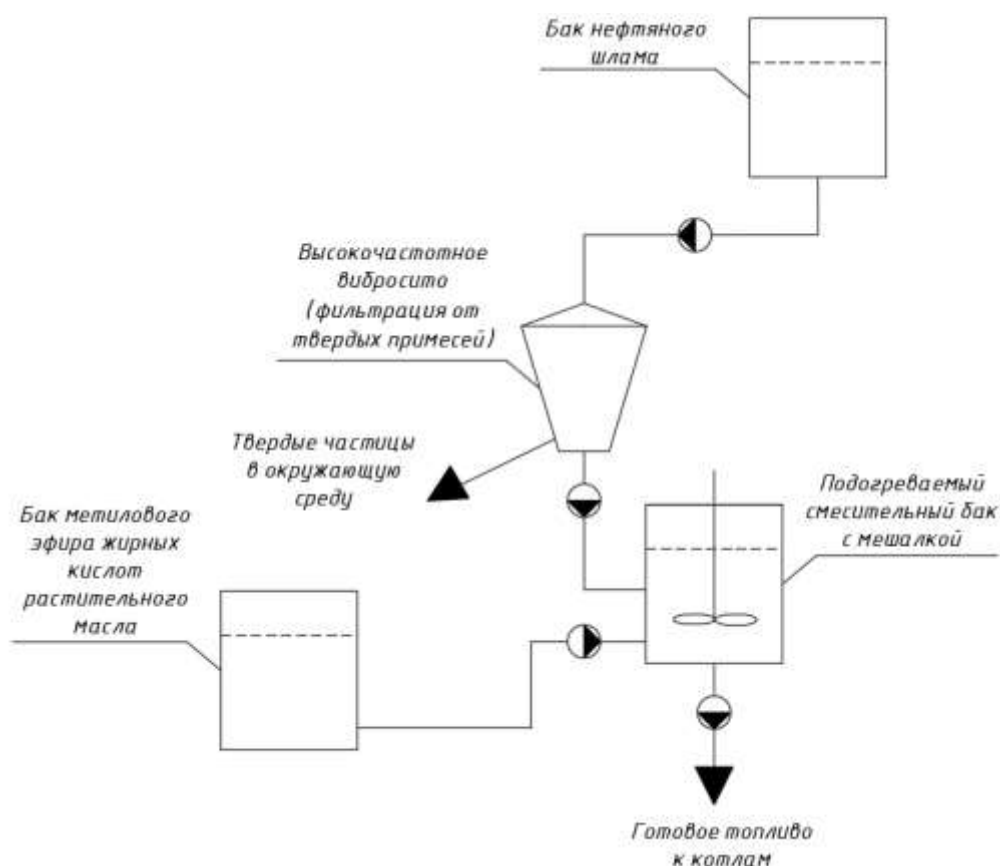 Бак нефтяного
шлама
Высокочастотное
вибросито
(фильтрация от
твердых примесей)
Твердые частицы
в окружающую
среду
Подогреваемый
смесительный бак
с мешалкой
Бак метилового
эфира жирных
кислот
растительного
масла
Готовое топливо
к котлам